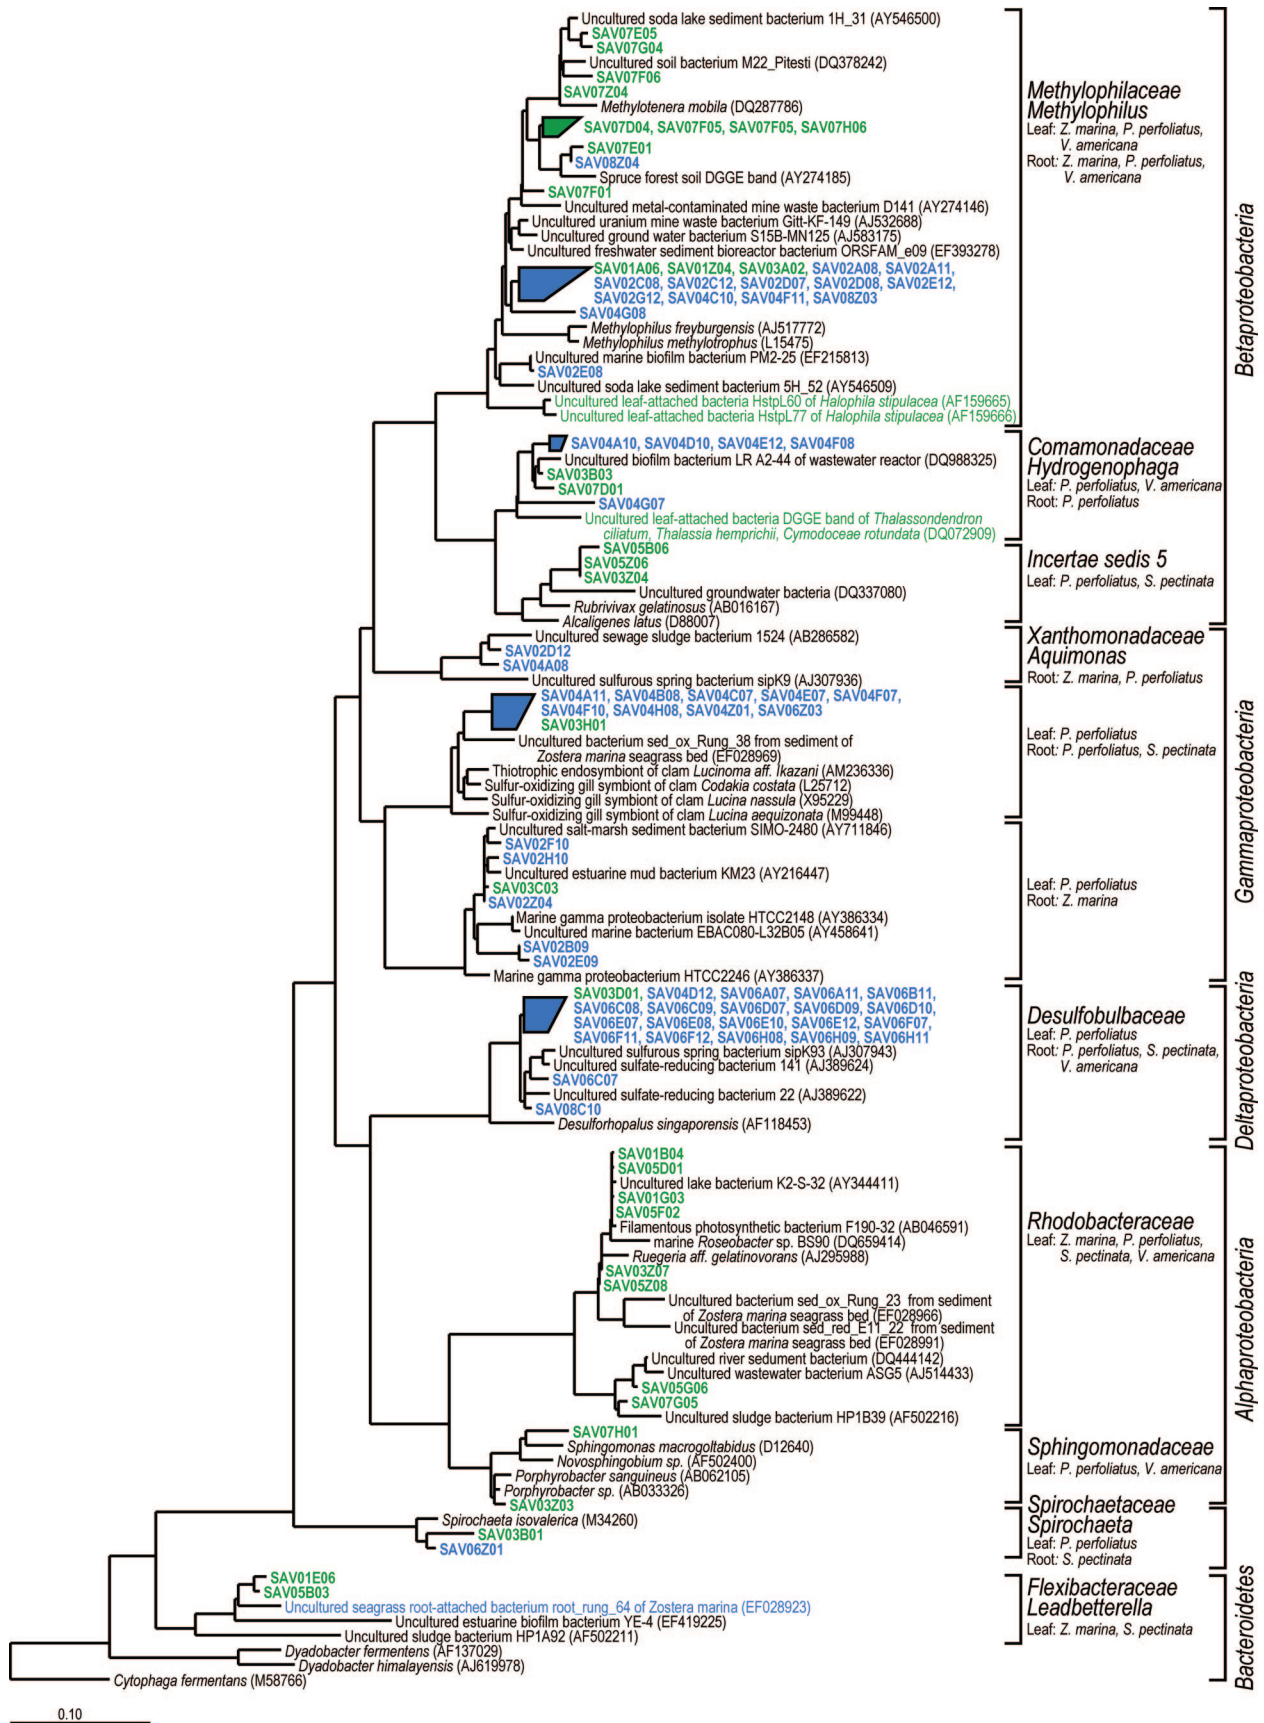 Uncultured soda lake sediment bacterium 1H_31 (AY546500)
SAV07E05
SAV07G04
Uncultured soil bacterium M22_Pitesti (DQ378242)
SAV07F06
SAV07Z04
Methylotenera mobila (DQ287786)
SAV07D04, SAV07F05, SAV07F05, SAV07H06
SAV07E01
SAV08Z04
Spruce forest soil DGGE band (AY274185)
SAV07F01
Uncultured metal-contaminated mine waste bacterium D141 (AY274146)
Uncultured uranium mine waste bacterium Gitt-KF-149 (AJ532688)
Uncultured ground water bacterium S15B-MN125 (AJ583175)
Uncultured freshwater sediment bioreactor bacterium ORSFAM_e09 (EF393278)
SAV01A06, SAV01Z04, SAV03A02, SAV02A08, SAV02A11,
SAV02C08, SAV02C12, SAV02D07, SAV02D08, SAV02E12,
SAV02G12, SAV04C10, SAV04F11, SAV08Z03
SAV04G08
Methylophilus freyburgensis (AJ517772)
Methylophilus methylotrophus (L15475)
Uncultured marine biofilm bacterium PM2-25 (EF215813)
SAV02E08
Uncultured soda lake sediment bacterium 5H_52 (AY546509)
Uncultured leaf-attached bacteria HstpL60 of Halophila stipulacea (AF159665)
Uncultured leaf-attached bacteria HstpL77 of Halophila stipulacea (AF159666)
Methylophilaceae
Methylophilus
Leaf: Z. marina, P. perfoliatus,
V. americana
Root: Z. marina, P. perfoliatus,
V. americana
SAV04A10, SAV04D10, SAV04E12, SAV04F08
Uncultured biofilm bacterium LR A2-44 of wastewater reactor (DQ988325)
SAV03B03
SAV07D01
SAV04G07
Uncultured leaf-attached bacteria DGGE band of Thalassondendron
ciliatum, Thalassia hemprichii, Cymodoceae rotundata (DQ072909)
Comamonadaceae
Hydrogenophaga
Leaf: P. perfoliatus, V. americana
Root: P. perfoliatus
SAV05B06
SAV05Z06
SAV03Z04
Uncultured groundwater bacteria (DQ337080)
Rubrivivax gelatinosus (AB016167)
Alcaligenes latus (D88007)
Incertae sedis 5
Leaf: P. perfoliatus, S. pectinata
Betaproteobacteria
Uncultured sewage sludge bacterium 1524 (AB286582)
SAV02D12
SAV04A08
Uncultured sulfurous spring bacterium sipK9 (AJ307936)
Xanthomonadaceae
Aquimonas
Root: Z. marina, P. perfoliatus
SAV04A11, SAV04B08, SAV04C07, SAV04E07, SAV04F07,
SAV04F10, SAV04H08, SAV04Z01, SAV06Z03
SAV03H01
Uncultured bacterium sed_ox_Rung_38 from sediment of
Zostera marina seagrass bed (EF028969)
Thiotrophic endosymbiont of clam Lucinoma aff. Ikazani (AM236336)
Sulfur-oxidizing gill symbiont of clam Codakia costata (L25712)
Sulfur-oxidizing gill symbiont of clam Lucina nassula (X95229)
Sulfur-oxidizing gill symbiont of clam Lucina aequizonata (M99448)
Leaf: P. perfoliatus
Root: P. perfoliatus, S. pectinata
Uncultured salt-marsh sediment bacterium SIMO-2480 (AY711846)
SAV02F10
SAV02H10
Uncultured estuarine mud bacterium KM23 (AY216447)
SAV03C03
SAV02Z04
Marine gamma proteobacterium isolate HTCC2148 (AY386334)
Uncultured marine bacterium EBAC080-L32B05 (AY458641)
SAV02B09
SAV02E09
Marine gamma proteobacterium HTCC2246 (AY386337)
Leaf: P. perfoliatus
Root: Z. marina
Gammaproteobacteria
SAV03D01, SAV04D12, SAV06A07, SAV06A11, SAV06B11,
SAV06C08, SAV06C09, SAV06D07, SAV06D09, SAV06D10,
SAV06E07, SAV06E08, SAV06E10, SAV06E12, SAV06F07,
SAV06F11, SAV06F12, SAV06H08, SAV06H09, SAV06H11
Uncultured sulfurous spring bacterium sipK93 (AJ307943)
Uncultured sulfate-reducing bacterium 141 (AJ389624)
SAV06C07
Uncultured sulfate-reducing bacterium 22 (AJ389622)
SAV08C10
Desulforhopalus singaporensis (AF118453)
Desulfobulbaceae
Leaf: P. perfoliatus
Root: P. perfoliatus, S. pectinata,
V. americana
Deltaproteobacteria
SAV01B04
SAV05D01
Uncultured lake bacterium K2-S-32 (AY344411)
SAV01G03
SAV05F02
Filamentous photosynthetic bacterium F190-32 (AB046591)
marine Roseobacter sp. BS90 (DQ659414)
Ruegeria aff. gelatinovorans (AJ295988)
SAV03Z07
SAV05Z08
Uncultured bacterium sed_ox_Rung_23 from sediment
of Zostera marina seagrass bed (EF028966)
Uncultured bacterium sed_red_E11_22 from sediment
of Zostera marina seagrass bed (EF028991)
Uncultured river sedument bacterium (DQ444142)
Uncultured wastewater bacterium ASG5 (AJ514433)
SAV05G06
SAV07G05
Uncultured sludge bacterium HP1B39 (AF502216)
Rhodobacteraceae
Leaf: Z. marina, P. perfoliatus,
S. pectinata, V. americana
SAV07H01
Sphingomonas macrogoltabidus (D12640)
Novosphingobium sp. (AF502400)
Porphyrobacter sanguineus (AB062105)
Porphyrobacter sp. (AB033326)
SAV03Z03
Sphingomonadaceae
Leaf: P. perfoliatus, V. americana
Alphaproteobacteria
Spirochaeta isovalerica (M34260)
SAV03B01
SAV06Z01
Spirochaetaceae
Spirochaeta
Leaf: P. perfoliatus
Root: S. pectinata
SAV01E06
SAV05B03
Uncultured seagrass root-attached bacterium root_rung_64 of Zostera marina (EF028923)
Uncultured estuarine biofilm bacterium YE-4 (EF419225)
Uncultured sludge bacterium HP1A92 (AF502211)
Dyadobacter fermentens (AF137029)
Dyadobacter himalayensis (AJ619978)
Cytophaga fermentans (M58766)
Flexibacteraceae
Leadbetterella
Leaf: Z. marina, S. pectinata
Bacteroidetes
0.10